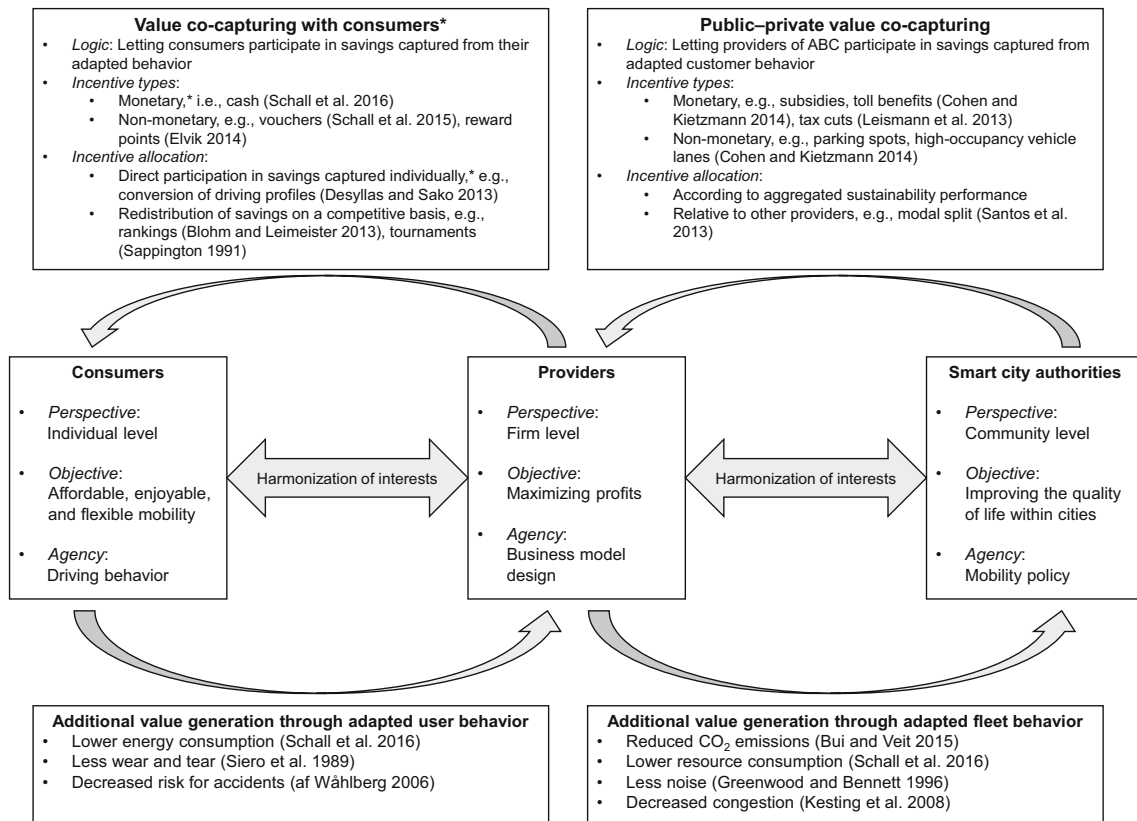 Value co-capturing with consumers*
• Logic: Letting consumers participate in savings captured from their
adapted behavior
• Incentive types:
• Monetary,* i.e., cash (Schall et al. 2016)
• Non-monetary, e.g., vouchers (Schall et al. 2015), reward
points (Elvik 2014)
• Incentive allocation:
• Direct participation in savings captured individually,* e.g.,
conversion of driving profiles (Desyllas and Sako 2013)
• Redistribution of savings on a competitive basis, e.g.,
rankings (Blohm and Leimeister 2013), tournaments
(Sappington 1991)
Public–private value co-capturing
• Logic: Letting providers of ABC participate in savings captured from
adapted customer behavior
• Incentive types:
• Monetary, e.g., subsidies, toll benefits (Cohen and
Kietzmann 2014), tax cuts (Leismann et al. 2013)
• Non-monetary, e.g., parking spots, high-occupancy vehicle
lanes (Cohen and Kietzmann 2014)
• Incentive allocation:
• According to aggregated sustainability performance
• Relative to other providers, e.g., modal split (Santos et al.
2013)
Consumers
• Perspective:
Individual level
• Objective:
Affordable, enjoyable,
and flexible mobility
• Agency:
Driving behavior
Harmonization of interests
Providers
• Perspective:
Firm level
• Objective:
Maximizing profits
• Agency:
Business model
design
Harmonization of interests
Smart city authorities
• Perspective:
Community level
• Objective:
Improving the quality
of life within cities
• Agency:
Mobility policy
Additional value generation through adapted user behavior
• Lower energy consumption (Schall et al. 2016)
• Less wear and tear (Siero et al. 1989)
• Decreased risk for accidents (af Wåhlberg 2006)
Additional value generation through adapted fleet behavior
• Reduced CO₂ emissions (Bui and Veit 2015)
• Lower resource consumption (Schall et al. 2016)
• Less noise (Greenwood and Bennett 1996)
• Decreased congestion (Kesting et al. 2008)